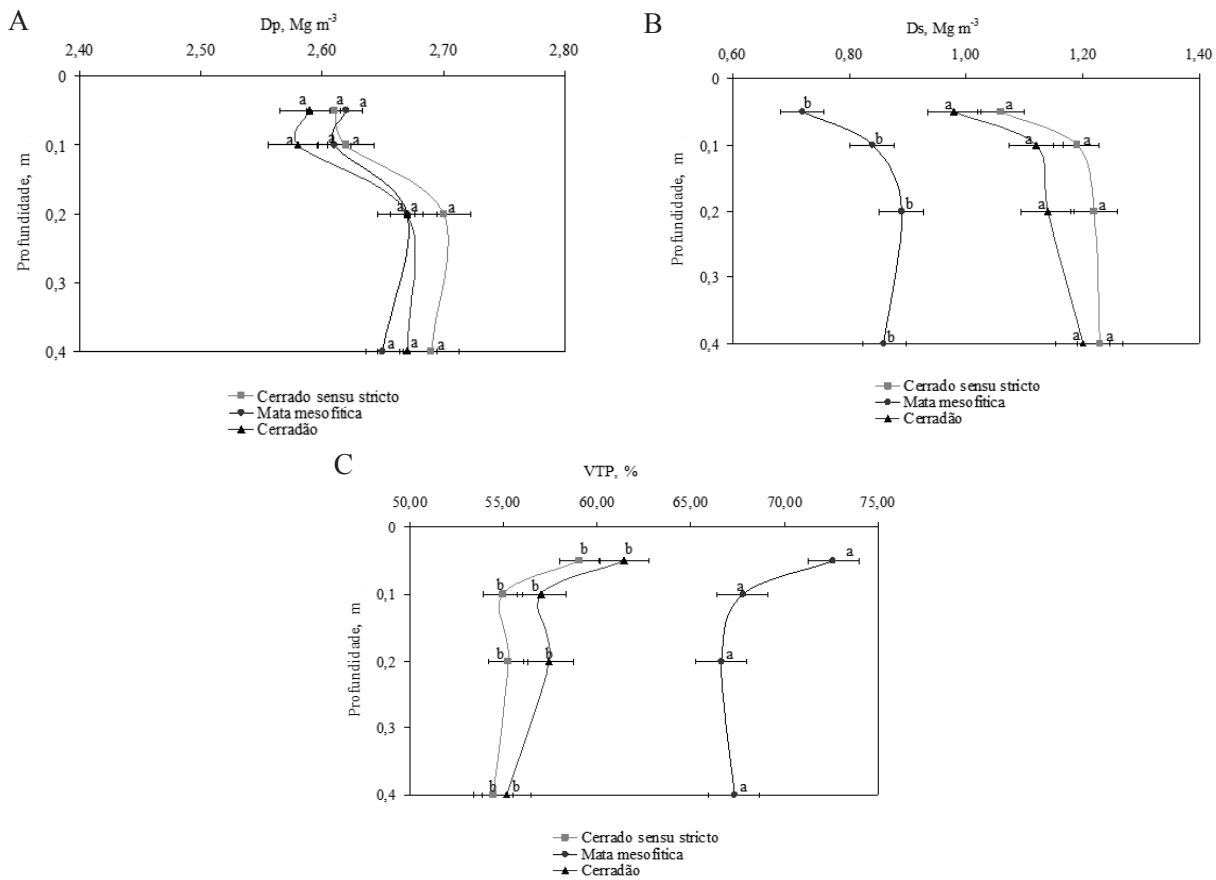 A
Dp, Mg m⁻³
2,40 2,50 2,60 2,70 2,80
0
0,1
0,2
0,3
0,4
Profundidade, m
a a a
a a a
a a a
a a a
Cerrado sensu stricto
Mata mesofítica
Cerradão
B
Ds, Mg m⁻³
0,60 0,80 1,00 1,20 1,40
0
0,1
0,2
0,3
0,4
Profundidade, m
b a a
b a a
b a a
b a a
Cerrado sensu stricto
Mata mesofítica
Cerradão
C
VTP, %
50,00 55,00 60,00 65,00 70,00 75,00
0
0,1
0,2
0,3
0,4
Profundidade, m
b b a
b b a
b b a
b b a
Cerrado sensu stricto
Mata mesofítica
Cerradão